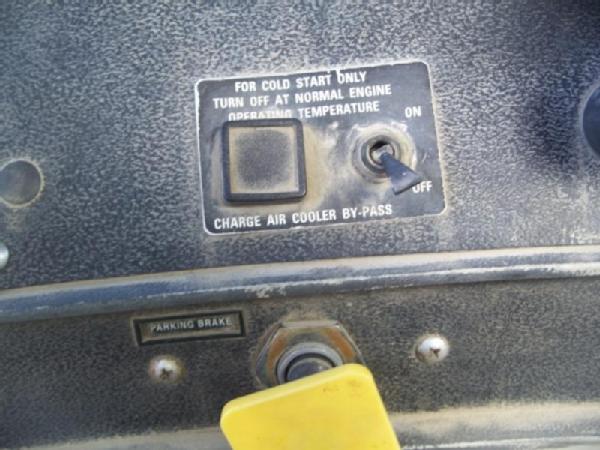 FOR COLD START ONLY
TURN OFF AT NORMAL ENGINE
OPERATING TEMPERATURE
ON
OFF
CHARGE AIR COOLER BY-PASS
PARKING BRAKE